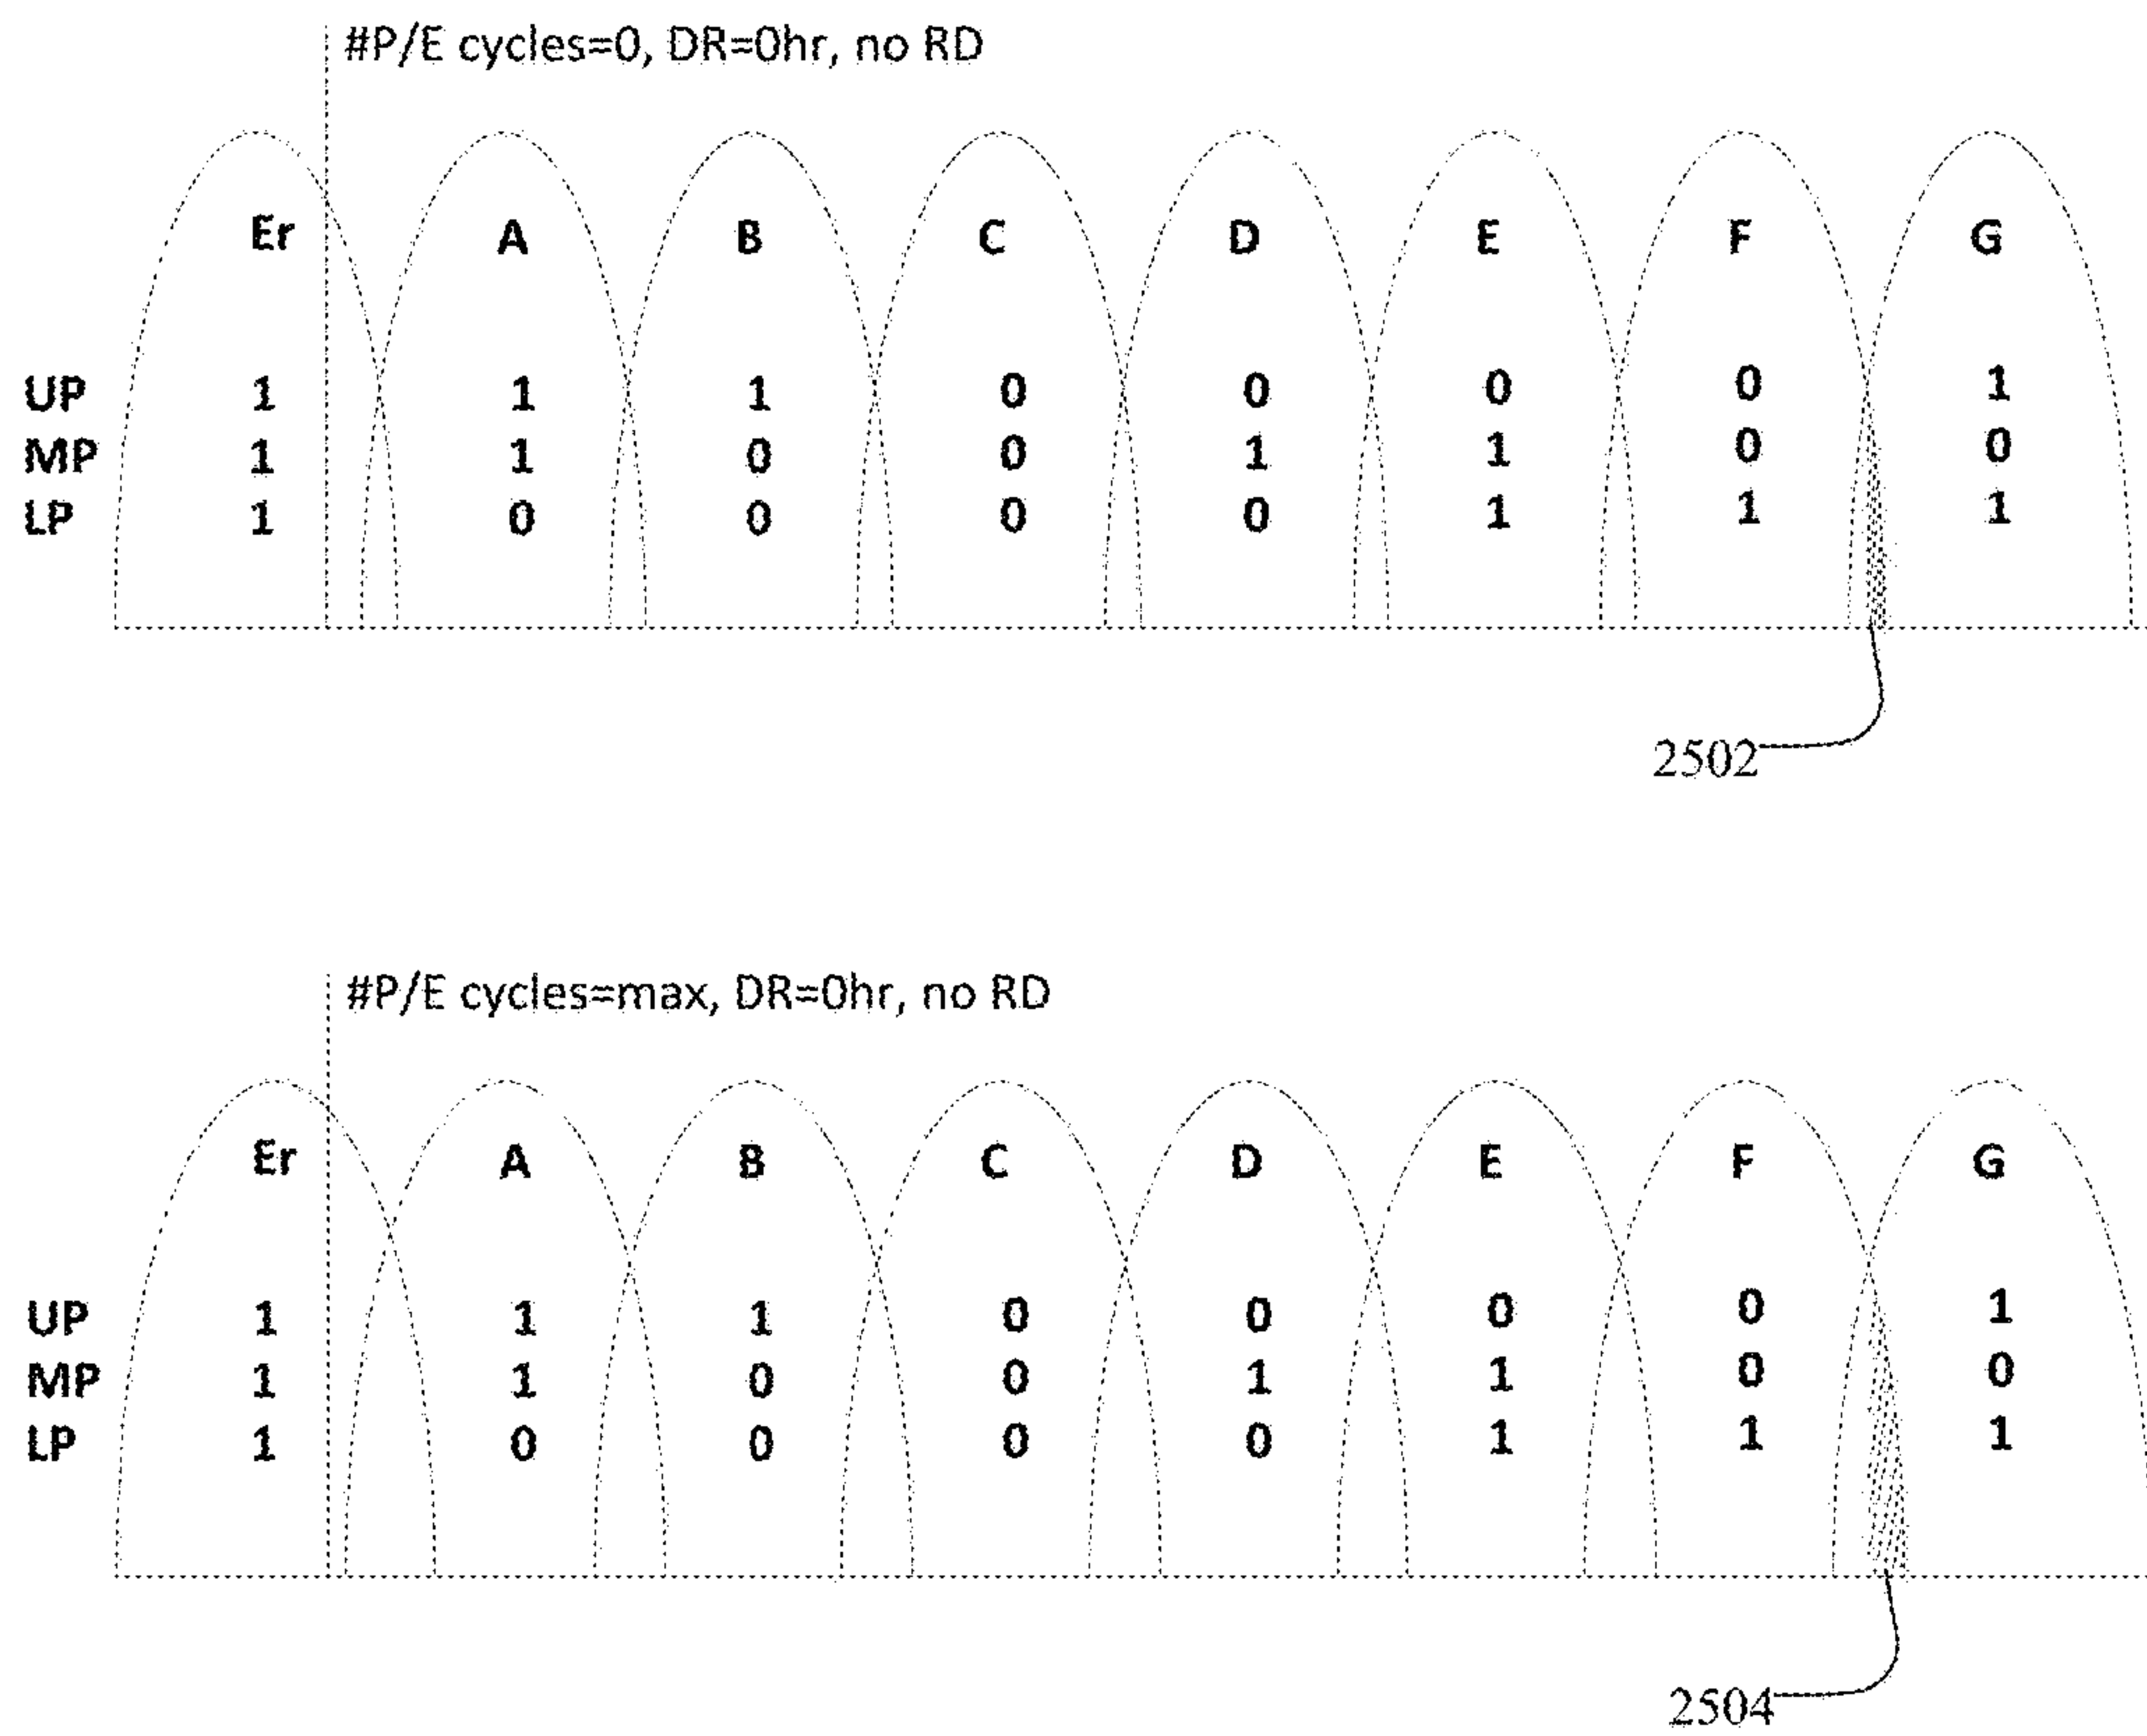 #P/E cycles=0, DR=0hr, no RD
Er A B C D E F G
UP 1 1 1 0 0 0 0 1
MP 1 1 0 0 1 1 0 0
LP 1 0 0 0 0 1 1 1
2502
#P/E cycles=max, DR=0hr, no RD
Er A B C D E F G
UP 1 1 1 0 0 0 0 1
MP 1 1 0 0 1 1 0 0
LP 1 0 0 0 0 1 1 1
2504